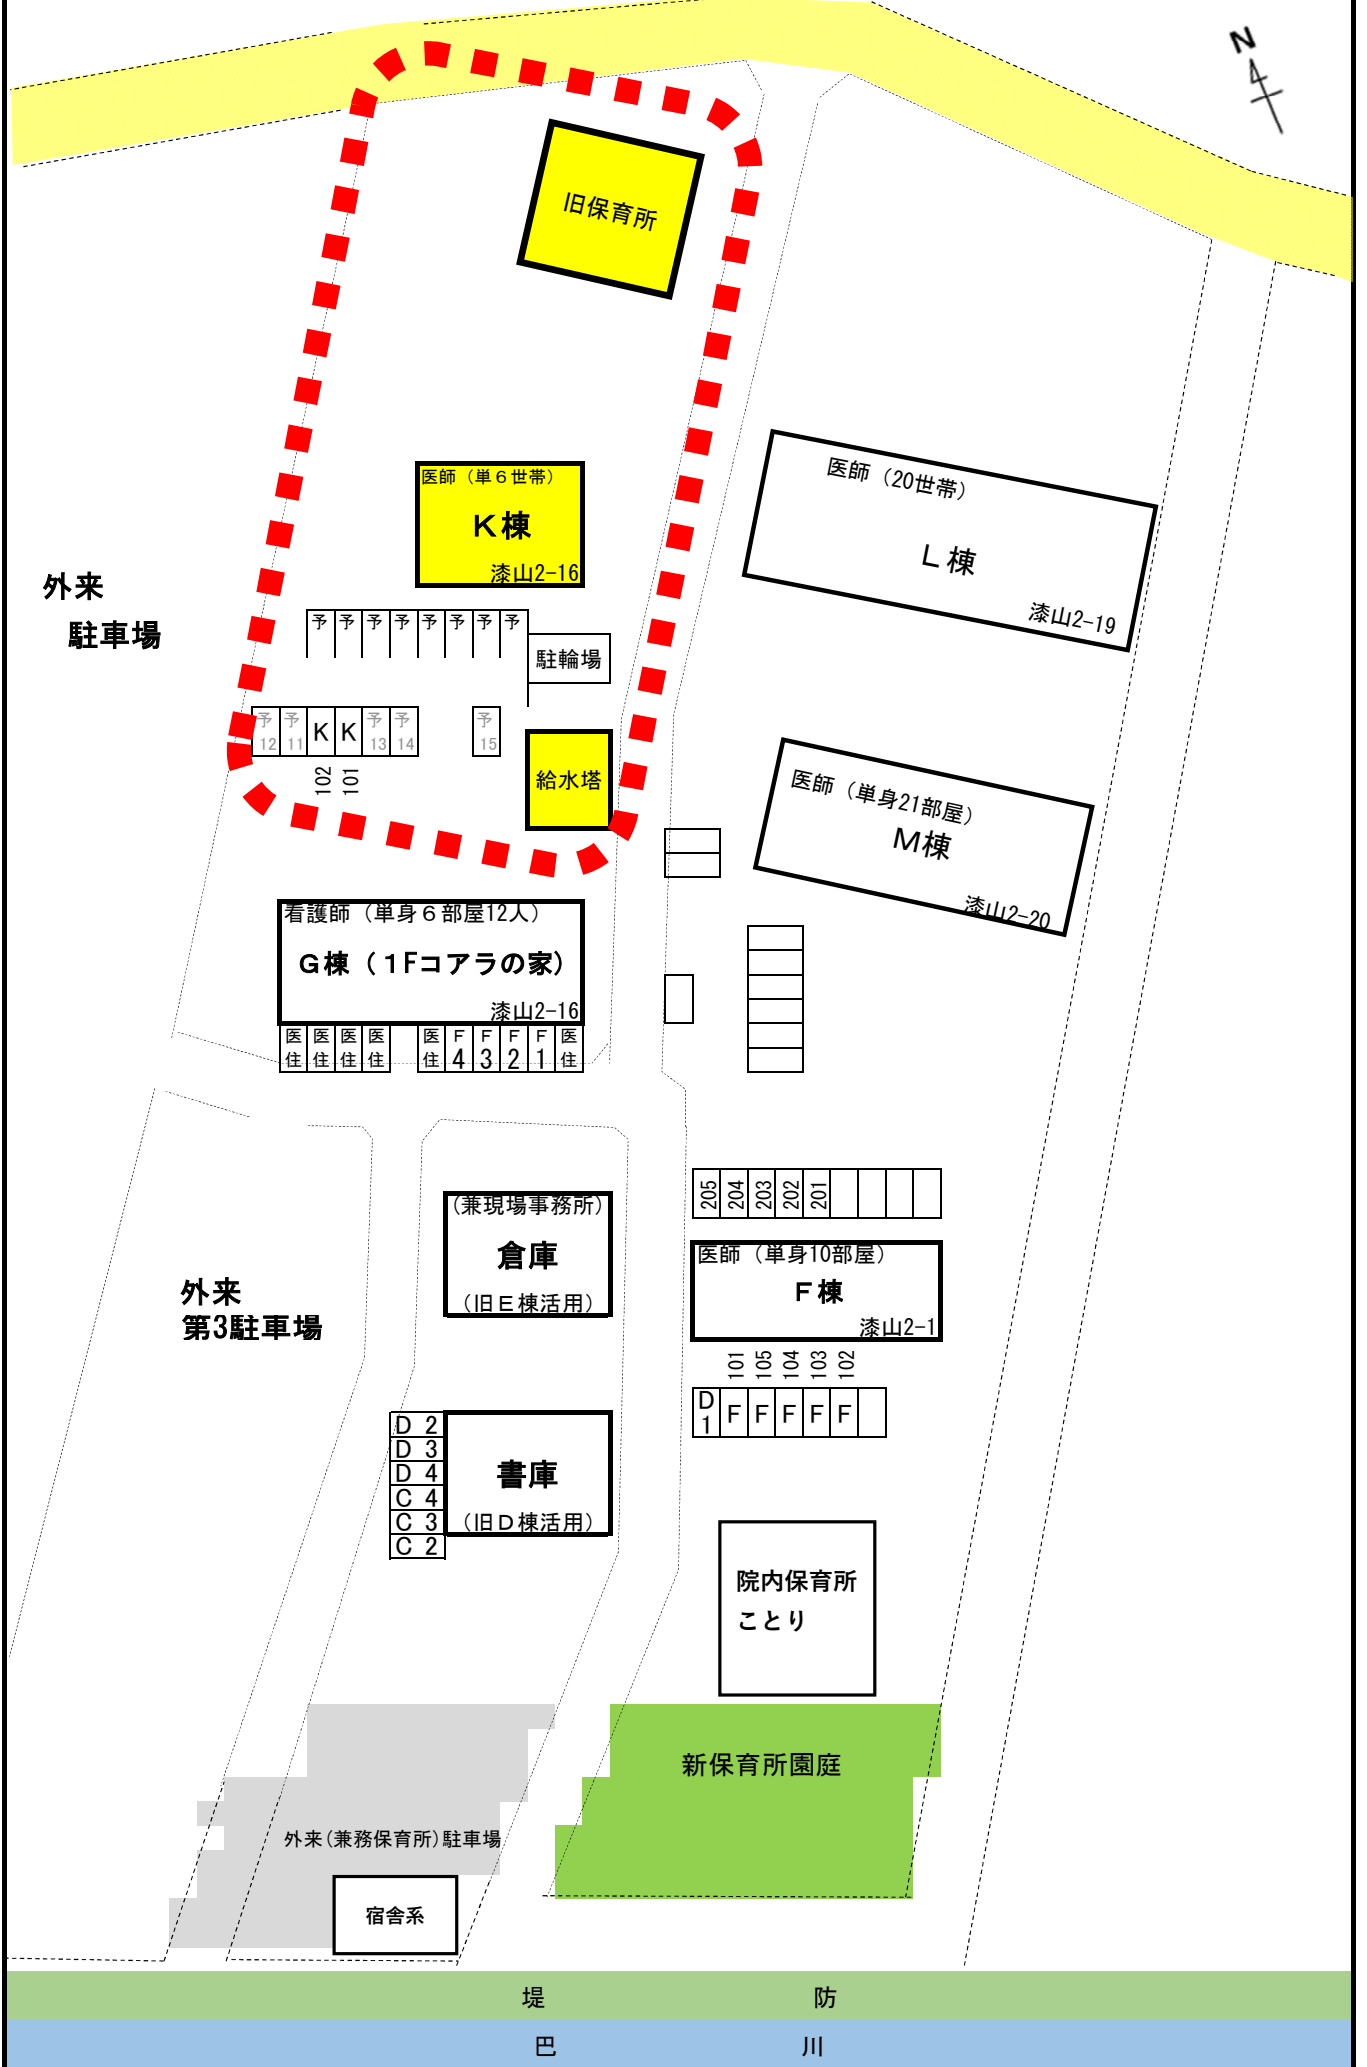 N
旧保育所
医師（単６世帯）
Ｋ棟
漆山2-16
医師（20世帯）
Ｌ棟
漆山2-19
外来
駐車場
予 予 予 予 予 予 予 予
駐輪場
予 予 K K 予 予 予
12 11 13 14 15
102 101
給水塔
医師（単身21部屋）
Ｍ棟
漆山2-20
看護師（単身６部屋12人）
Ｇ棟（１Fコアラの家）
漆山2-16
医 医 医 医 医 F F F F 医
住 住 住 住 住 4 3 2 1 住
205 204 203 202 201
(兼現場事務所)
倉庫
（旧Ｅ棟活用）
医師（単身10部屋）
Ｆ棟
漆山2-1
外来
第3駐車場
101 105 104 103 102
D
1
F F F F F
D 2
D 3
D 4
C 4
C 3
C 2
書庫
（旧Ｄ棟活用）
院内保育所
ことり
新保育所園庭
外来(兼務保育所)駐車場
宿舎系
堤 防
巴 川